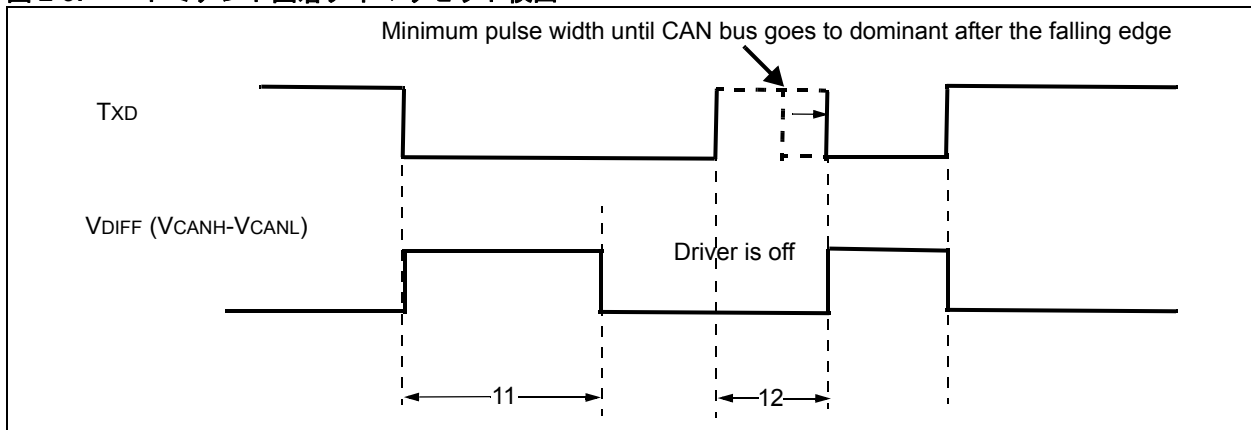 Minimum pulse width until CAN bus goes to dominant after the falling edge
TXD
VDIFF (VCANH-VCANL)
Driver is off
11
12